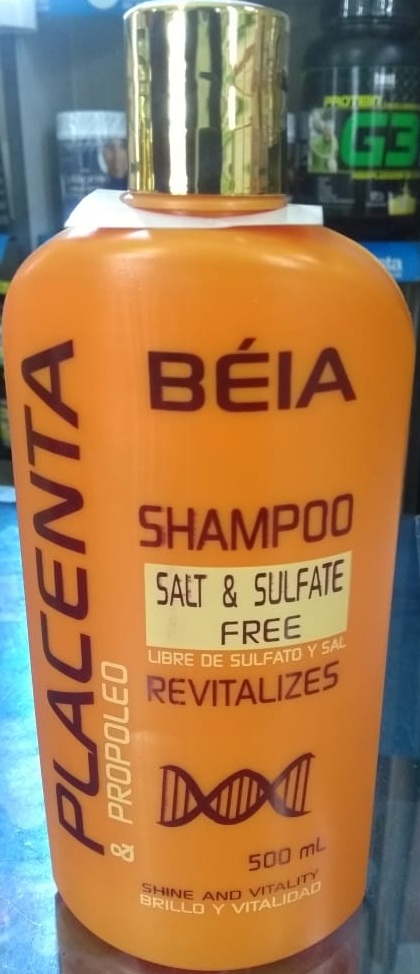 BÉIA
SHAMPOO
SALT & SULFATE
FREE
LIBRE DE SULFATO Y SAL
REVITALIZES
500 mL
SHINE AND VITALITY
BRILLO Y VITALIDAD
PLACENTA
& PROPOLEO
PROTEIN
G3